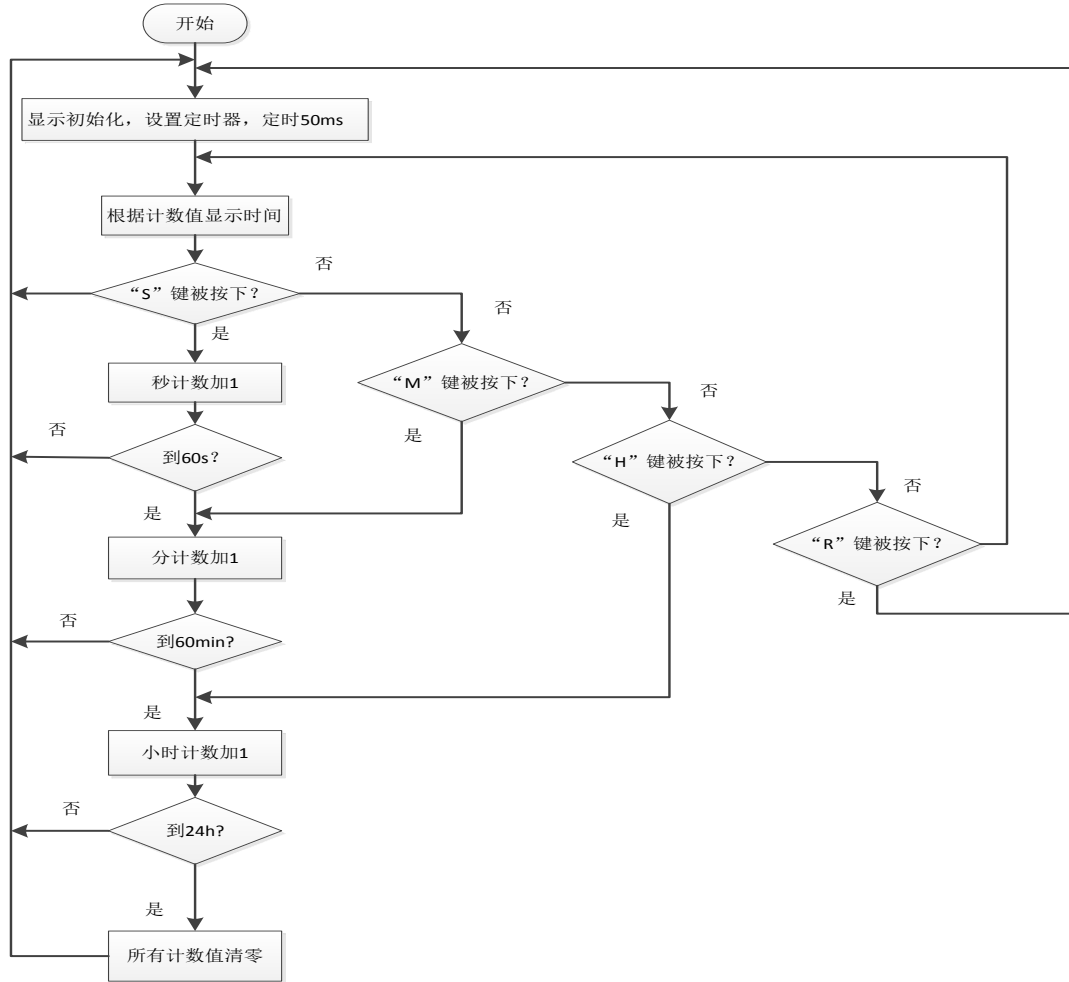 开始
显示初始化，设置定时器，定时50ms
根据计数值显示时间
否
“S”键被按下？
否
是
“M”键被按下？
秒计数加1
否
否
是
到60s？
“H”键被按下？
否
是
是
分计数加1
“R”键被按下？
是
否
到60min?
是
小时计数加1
否
到24h?
是
所有计数值清零